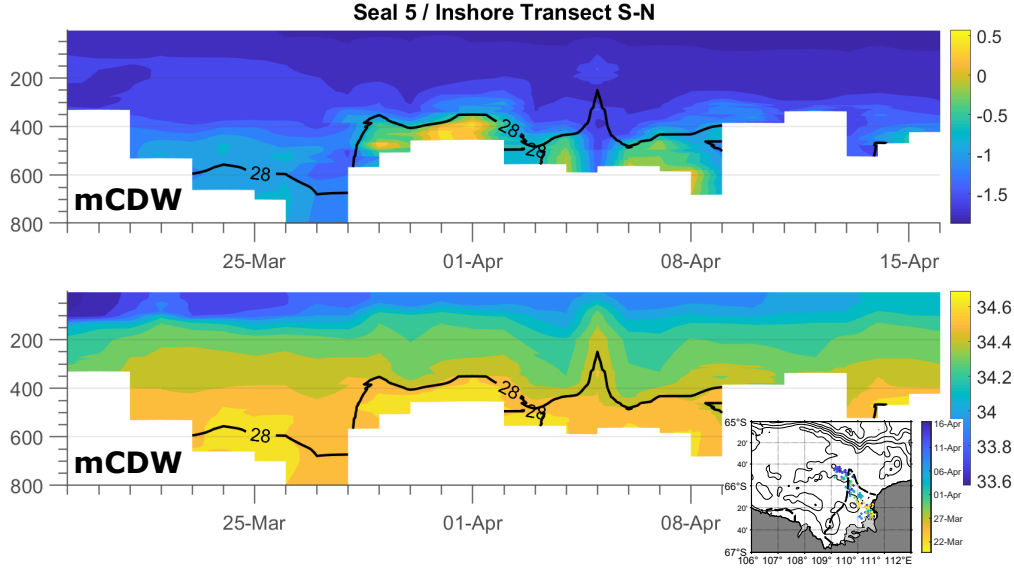 Seal 5 / Inshore Transect S-N
200
400
600
800
28
28
28
mCDW
25-Mar
01-Apr
08-Apr
15-Apr
0.5
0
-0.5
-1
-1.5
200
400
600
800
28
28
28
mCDW
25-Mar
01-Apr
08-Apr
34.6
34.4
34.2
34
33.8
33.6
65°S
20'
40'
66°S
20'
40'
67°S
106°
107°
108°
109°
110°
111°
112°E
16-Apr
11-Apr
06-Apr
01-Apr
27-Mar
22-Mar